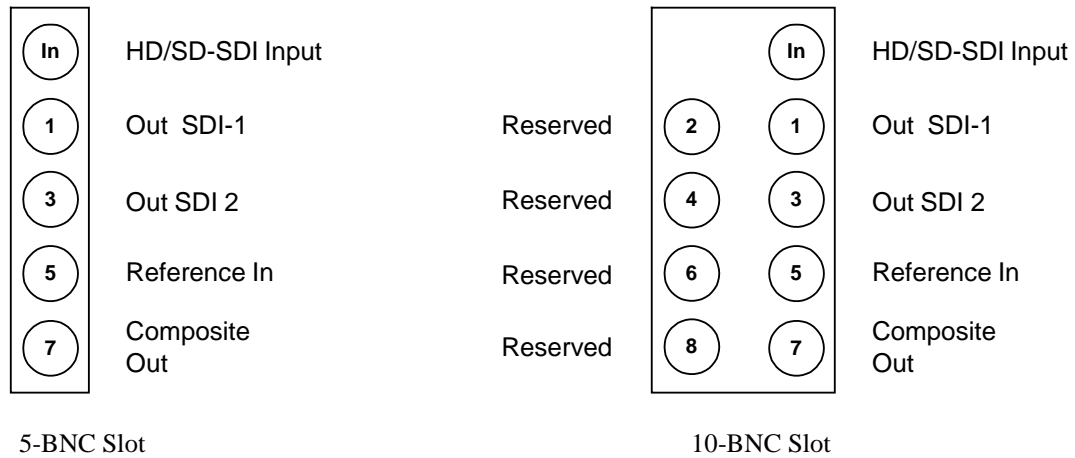 In HD/SD-SDI Input
1 Out SDI-1
3 Out SDI 2
5 Reference In
7 Composite
Out
5-BNC Slot
In HD/SD-SDI Input
Reserved 2 1 Out SDI-1
Reserved 4 3 Out SDI 2
Reserved 6 5 Reference In
Reserved 8 7 Composite
Out
10-BNC Slot